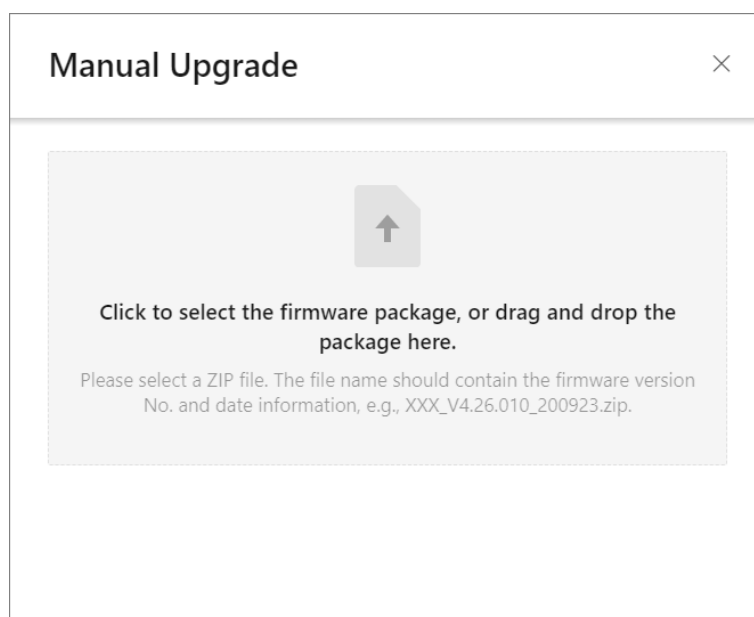 Manual Upgrade
Click to select the firmware package, or drag and drop the
package here.
Please select a ZIP file. The file name should contain the firmware version
No. and date information, e.g., XXX_V4.26.010_200923.zip.